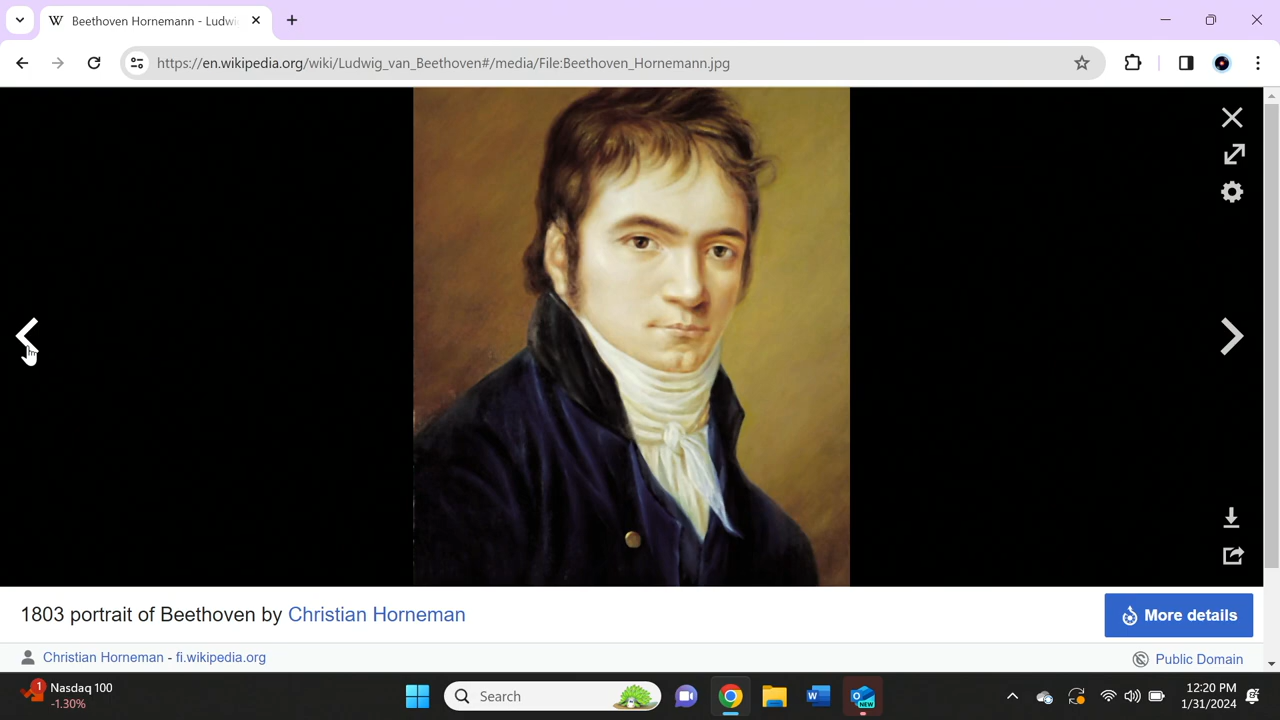 Beethoven Hornemann - Ludwi
https://en.wikipedia.org/wiki/Ludwig_van_Beethoven#/media/File:Beethoven_Hornemann.jpg
1803 portrait of Beethoven by Christian Horneman
More details
Christian Horneman - fi.wikipedia.org
Public Domain
1
Nasdaq 100
-1.30%
Search
NEW
12:20 PM
1/31/2024